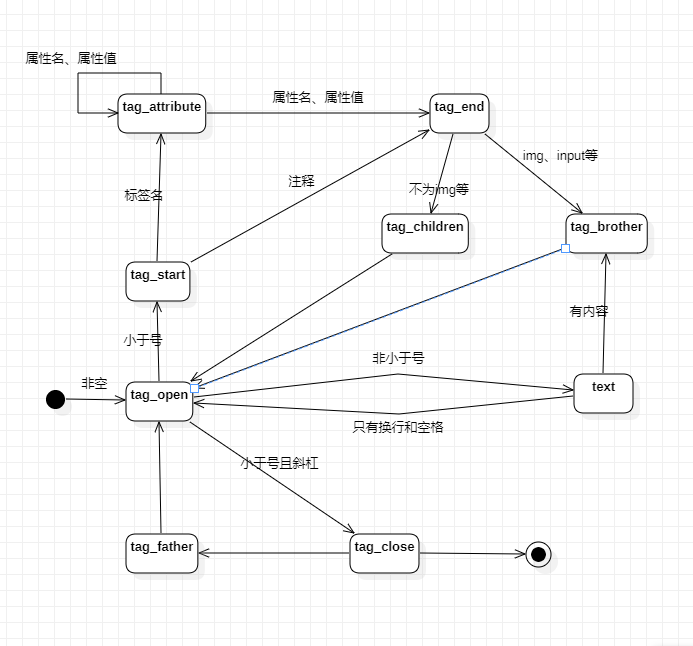 属性名、属性值
tag_attribute
属性名、属性值
tag_end
img、input等
注释
不为img等
标签名
tag_children
tag_brother
tag_start
有内容
小于号
非小于号
非空
tag_open
text
只有换行和空格
小于号且斜杠
tag_father
tag_close